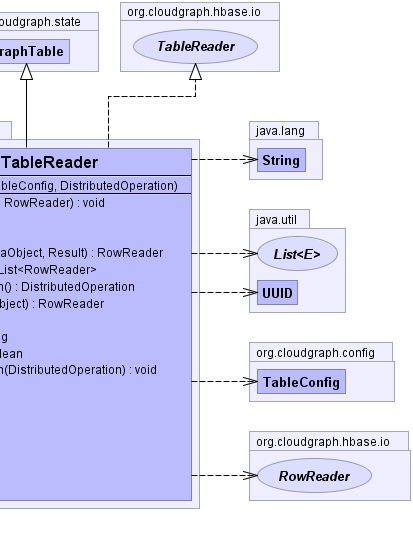 oudgraph.state
raphTable
org.cloudgraph.hbase.io
TableReader
TableReader
bleConfig, DistributedOperation)
RowReader) : void
aObject, Result) : RowReader
List<RowReader>
n() : DistributedOperation
bject) : RowReader
g
lean
n(DistributedOperation) : void
java.lang
String
java.util
List<E>
UUID
org.cloudgraph.config
TableConfig
org.cloudgraph.hbase.io
RowReader